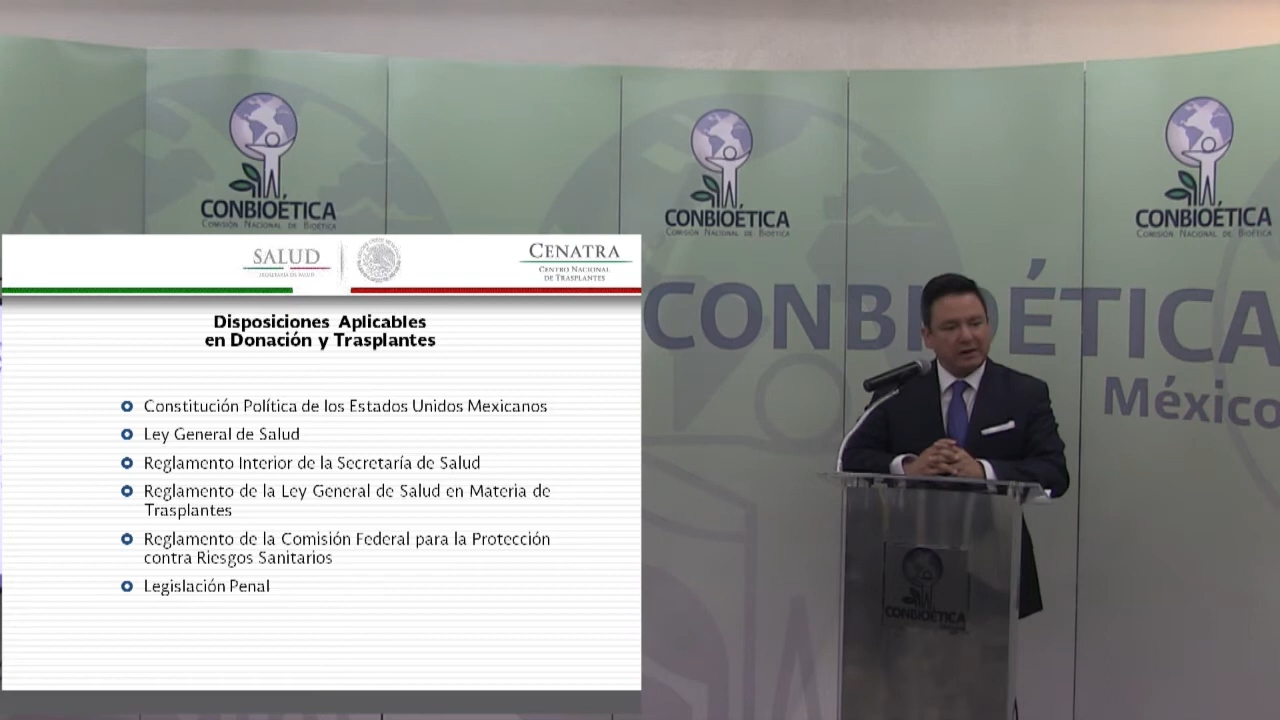 CONBIOÉTICA
COMISIÓN NACIONAL DE BIOÉTICA
CONBIOÉTICA
COMISIÓN NACIONAL DE BIOÉTICA
CONBIOÉTICA
COMISIÓN NACIONAL DE BIOÉTICA
SALUD
SECRETARÍA DE SALUD
CENATRA
CENTRO NACIONAL
DE TRASPLANTES
Disposiciones Aplicables
en Donación y Trasplantes
Constitución Política de los Estados Unidos Mexicanos
Ley General de Salud
Reglamento Interior de la Secretaría de Salud
Reglamento de la Ley General de Salud en Materia de
Trasplantes
Reglamento de la Comisión Federal para la Protección
contra Riesgos Sanitarios
Legislación Penal
CONBIOÉTICA
México
CONBIOÉTICA